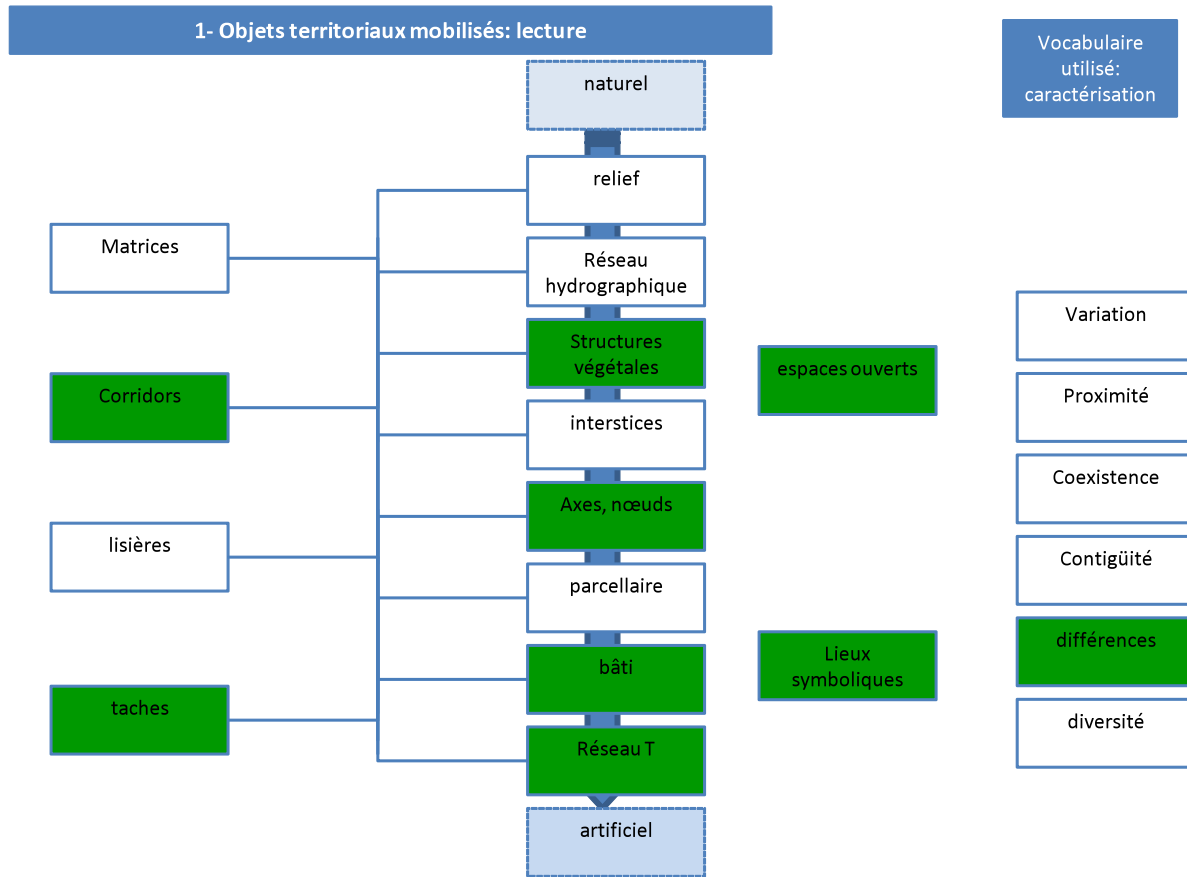 1- Objets territoriaux mobilisés: lecture
Vocabulaire
utilisé:
caractérisation
naturel
relief
Matrices
Réseau
hydrographique
Variation
Structures
végétales
espaces ouverts
Corridors
Proximité
interstices
Coexistence
Axes, nœuds
lisières
Contigüité
parcellaire
différences
Lieux
symboliques
bâti
taches
diversité
Réseau T
artificiel